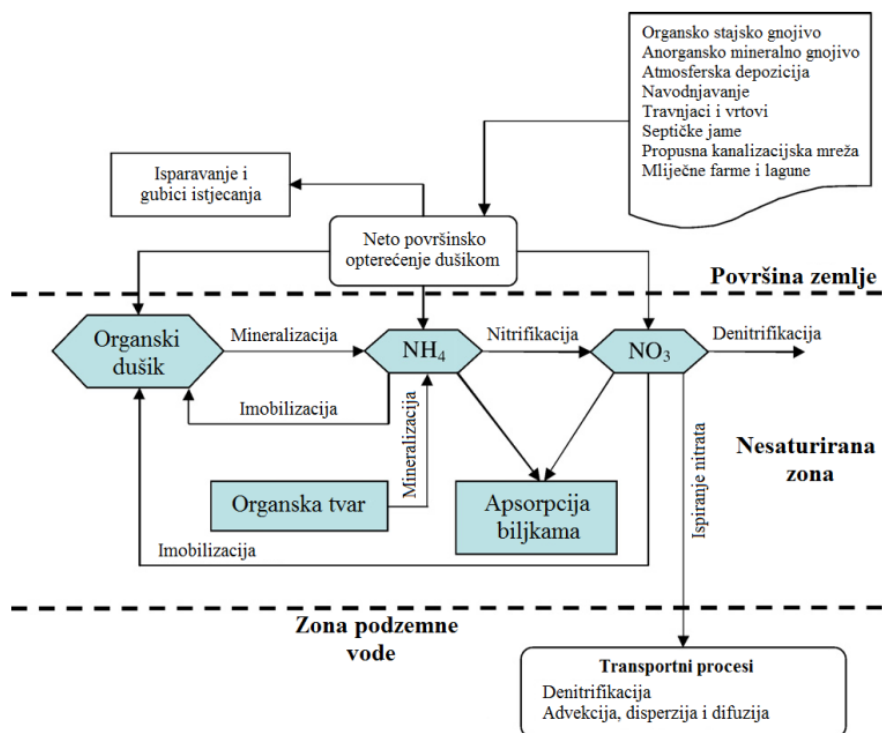 Organsko stajsko gnojivo
Anorgansko mineralno gnojivo
Atmosferska depozicija
Navodnjavanje
Travnjaci i vrtovi
Septičke jame
Propusna kanalizacijska mreža
Mliječne farme i lagune
Isparavanje i
gubici istjecanja
Neto površinsko
opterećenje dušikom
Površina zemlje
Organski
dušik
Mineralizacija
NH₄
Nitrifikacija
NO₃
Denitrifikacija
Imobilizacija
Mineralizacija
Ispiranje nitrata
Nesaturirana
zona
Organska tvar
Apsorpcija
biljkama
Imobilizacija
Zona podzemne
vode
Transportni procesi
Denitrifikacija
Advekcija, disperzija i difuzija